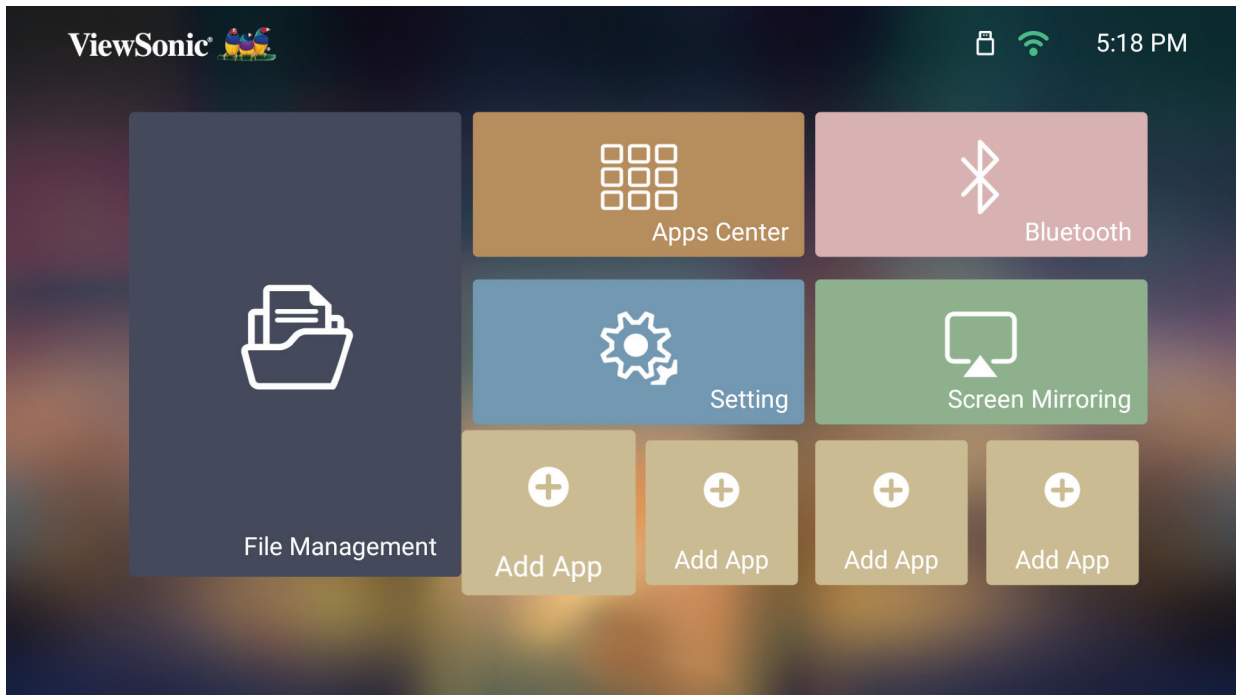 ViewSonic®
5:18 PM
Apps Center
Bluetooth
Setting
Screen Mirroring
File Management
Add App
Add App
Add App
Add App